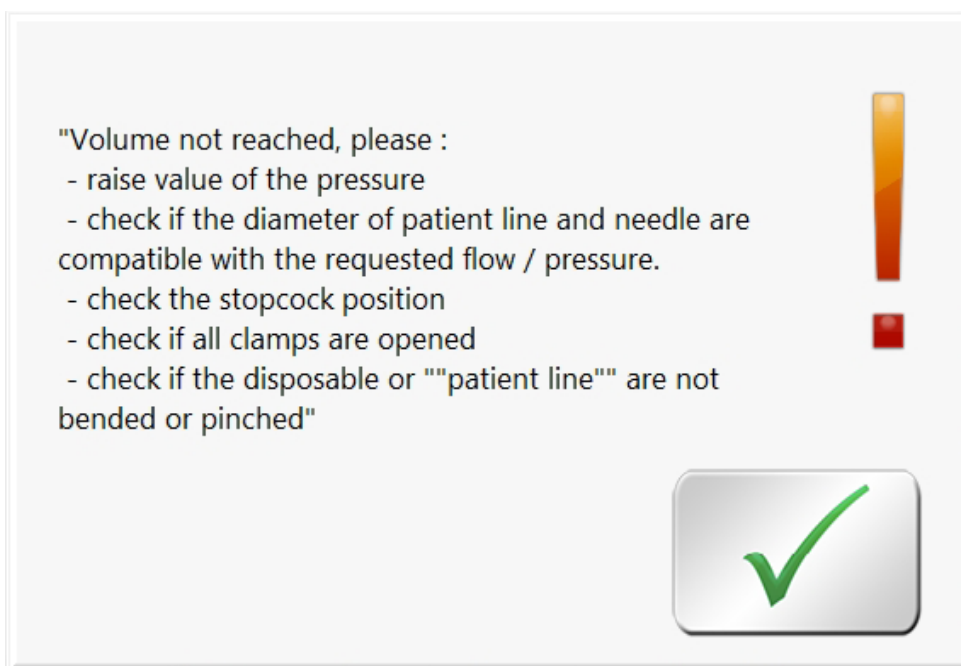 "Volume not reached, please :
- raise value of the pressure
- check if the diameter of patient line and needle are
compatible with the requested flow / pressure.
- check the stopcock position
- check if all clamps are opened
- check if the disposable or ""patient line"" are not
bended or pinched"